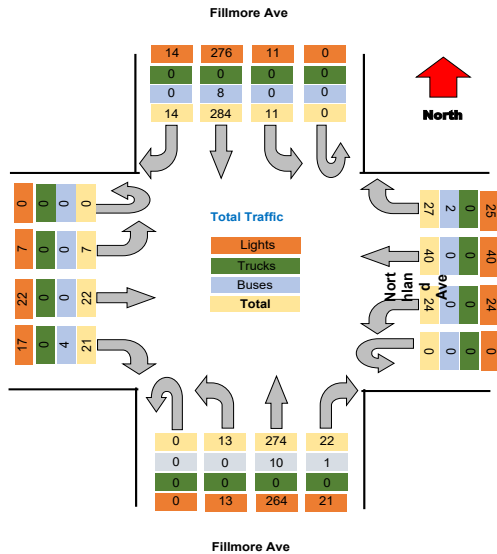 Fillmore Ave
14 276 11 0
0 0 0 0
0 8 0 0
14 284 11 0
North
0 0 0 0
7 0 0 7
22 0 0 22
17 0 4 21
Total Traffic
Lights
Trucks
Buses
Total
27 2 0 25
40 0 0 40
24 0 0 24
0 0 0 0
Northlan
d
Ave
0 13 274 22
0 0 10 1
0 0 0 0
0 13 264 21
Fillmore Ave